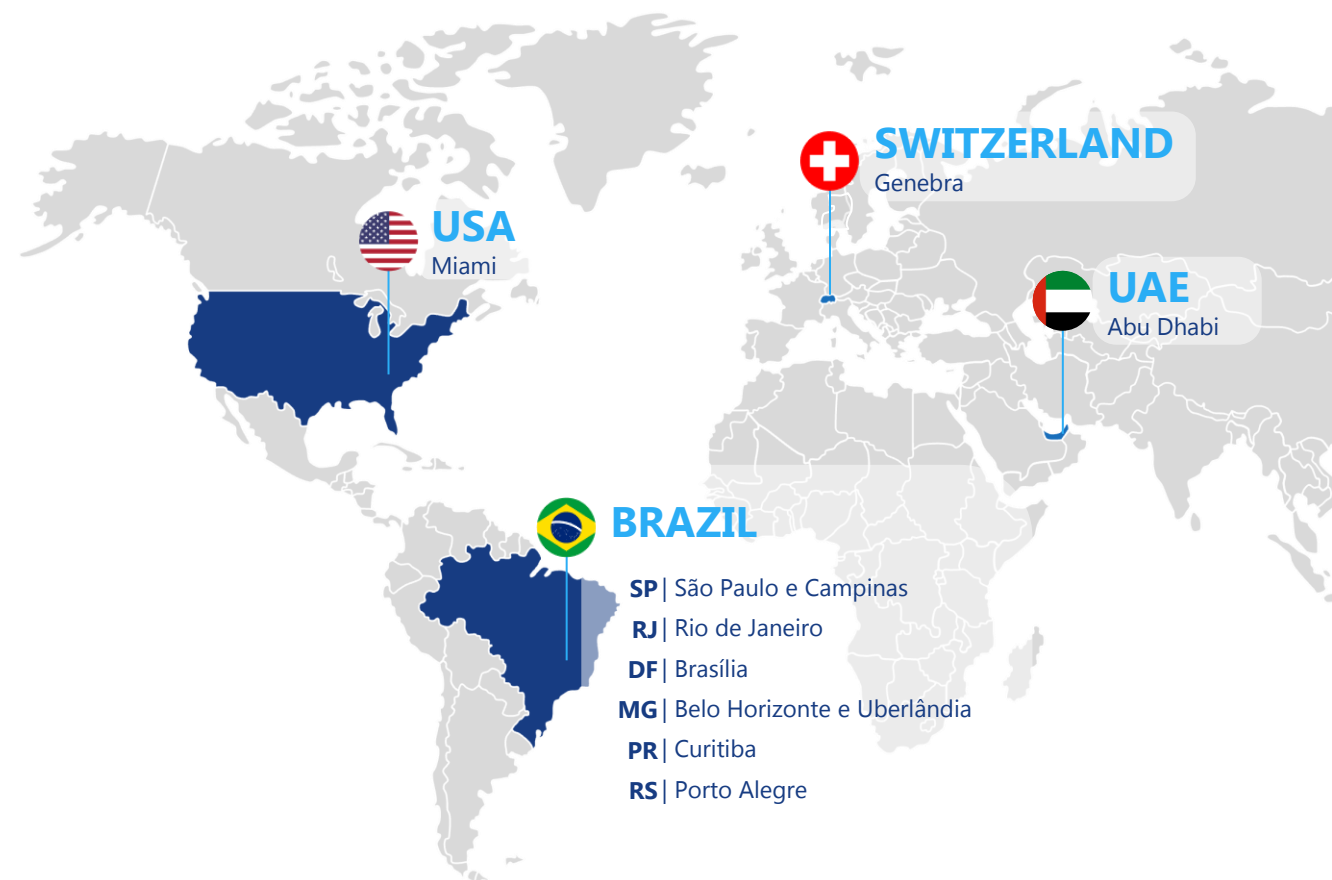 SWITZERLAND
Genebra
USA
Miami
UAE
Abu Dhabi
BRAZIL
SP| São Paulo e Campinas
RJ| Rio de Janeiro
DF| Brasília
MG| Belo Horizonte e Uberlândia
PR| Curitiba
RS| Porto Alegre